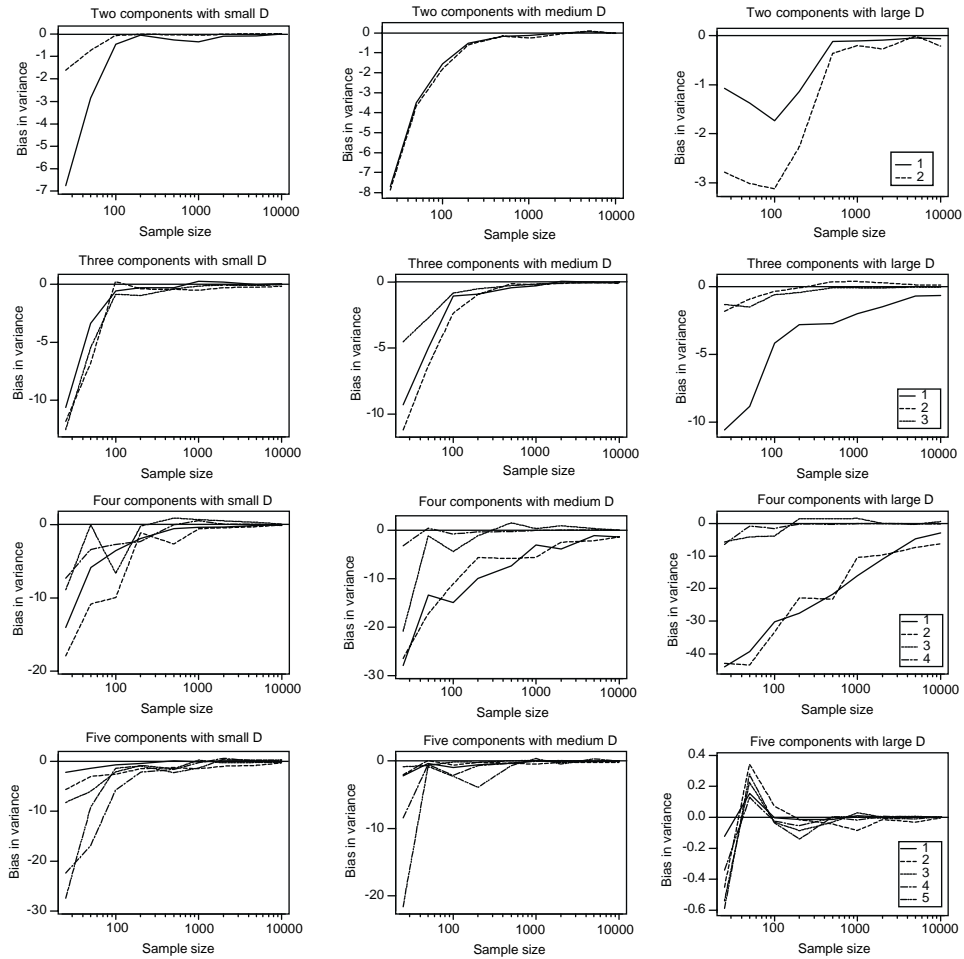 Two components with small D
0
-1
-2
-3
-4
-5
-6
-7
Bias in variance
100
1000
10000
Sample size
Two components with medium D
0
-1
-2
-3
-4
-5
-6
-7
-8
Bias in variance
100
1000
10000
Sample size
Two components with large D
0
-1
-2
-3
Bias in variance
1
2
100
1000
10000
Sample size
Three components with small D
0
-5
-10
Bias in variance
100
1000
10000
Sample size
Three components with medium D
0
-5
-10
Bias in variance
100
1000
10000
Sample size
Three components with large D
0
-5
-10
Bias in variance
1
2
3
100
1000
10000
Sample size
Four components with small D
0
-10
-20
Bias in variance
100
1000
10000
Sample size
Four components with medium D
0
-10
-20
-30
Bias in variance
100
1000
10000
Sample size
Four components with large D
0
-10
-20
-30
-40
Bias in variance
1
2
3
4
100
1000
10000
Sample size
Five components with small D
0
-10
-20
-30
Bias in variance
100
1000
10000
Sample size
Five components with medium D
0
-10
-20
Bias in variance
100
1000
10000
Sample size
Five components with large D
0.4
0.2
0.0
-0.2
-0.4
-0.6
Bias in variance
1
2
3
4
5
100
1000
10000
Sample size